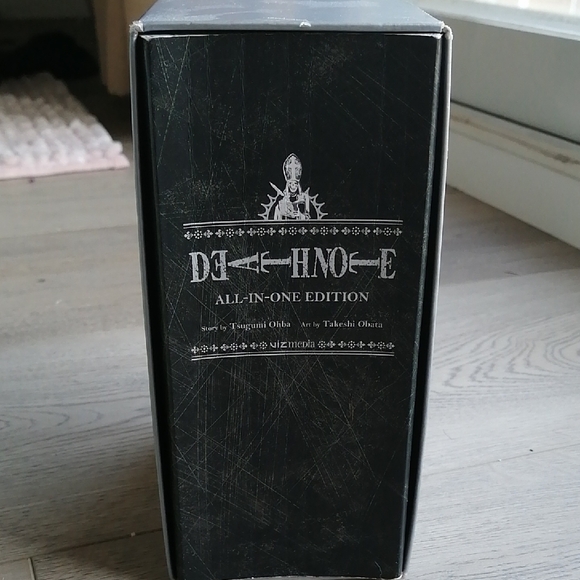 DEATH NOTE
ALL-IN-ONE EDITION
Story by Tsugumi Ohba Art by Takeshi Obata
VIZ media